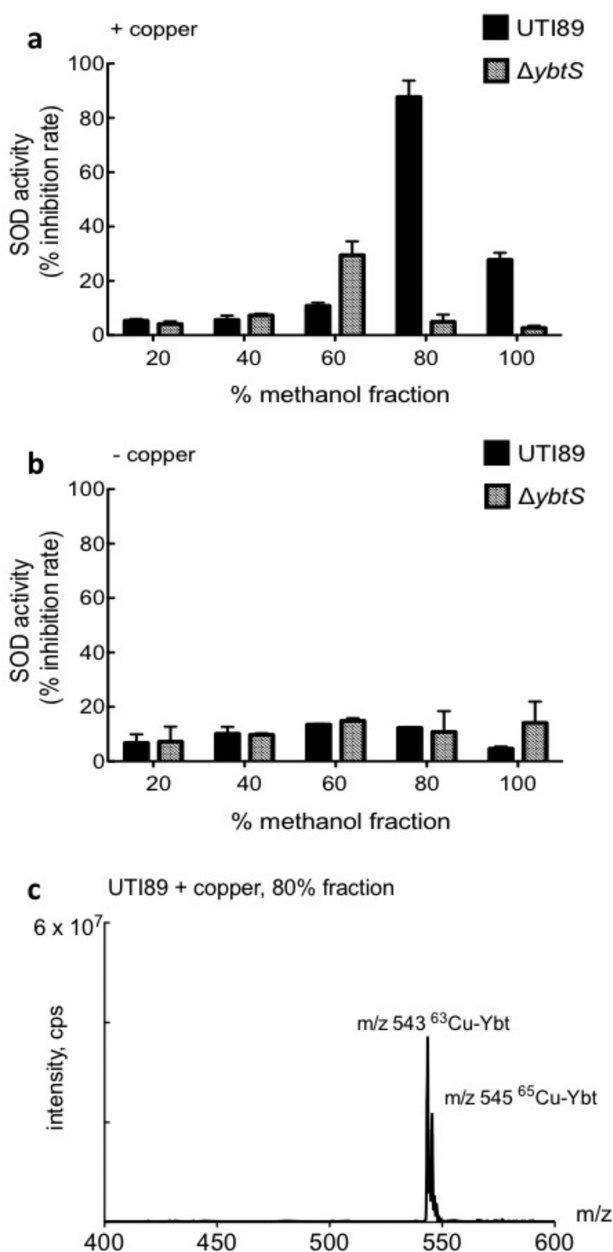 a
+ copper
UTI89
ΔybtS
SOD activity
(% inhibition rate)
100
80
60
40
20
0
20 40 60 80 100
% methanol fraction
b
- copper
UTI89
ΔybtS
SOD activity
(% inhibition rate)
100
80
60
40
20
0
20 40 60 80 100
% methanol fraction
c
UTI89 + copper, 80% fraction
6 x 10⁷
intensity, cps
m/z 543 ⁶³Cu-Ybt
m/z 545 ⁶⁵Cu-Ybt
m/z
400 450 500 550 600